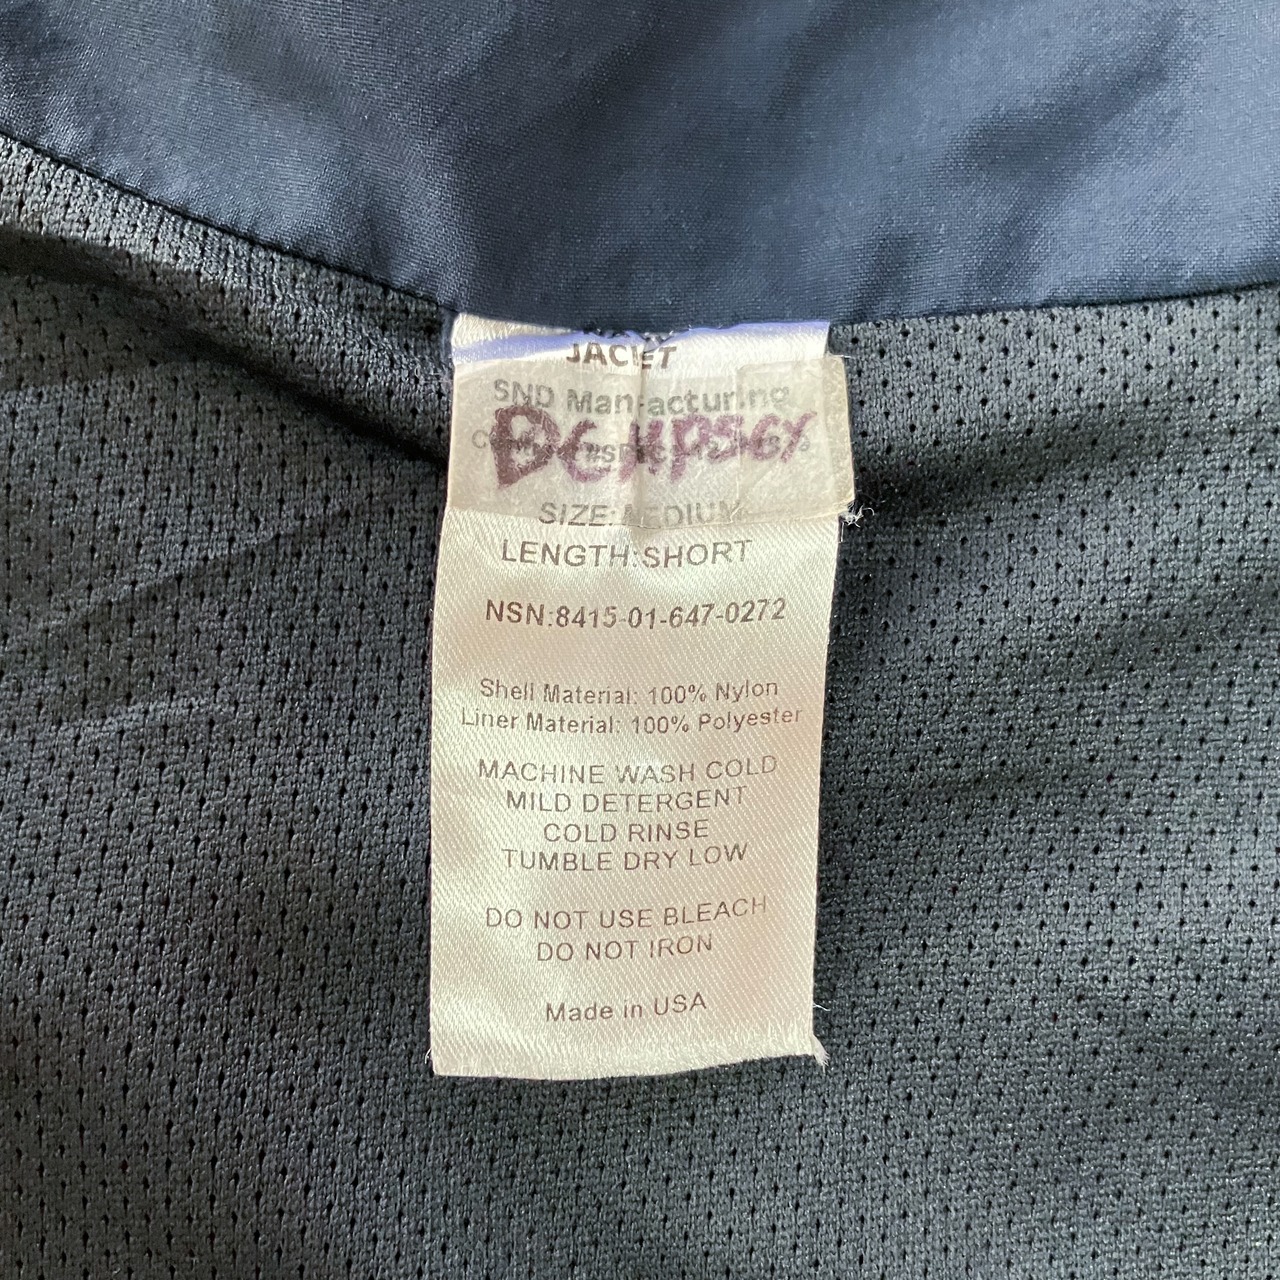 JACKET
SND Manufacturing
DEMPSEY
SIZE: MEDIUM
LENGTH: SHORT
NSN:8415-01-647-0272
Shell Material: 100% Nylon
Liner Material: 100% Polyester
MACHINE WASH COLD
MILD DETERGENT
COLD RINSE
TUMBLE DRY LOW
DO NOT USE BLEACH
DO NOT IRON
Made in USA